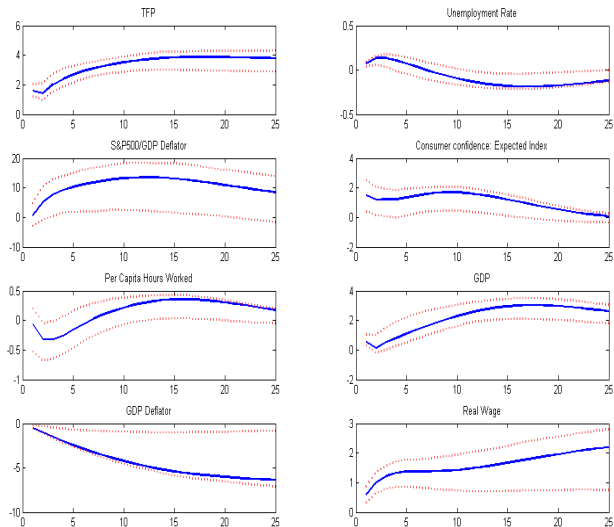 TFP
6
4
2
0
0 5 10 15 20 25
Unemployment Rate
0.5
0
-0.5
0 5 10 15 20 25
S&P500/GDP Deflator
20
10
0
-10
0 5 10 15 20 25
Consumer confidence: Expected Index
4
2
0
-2
0 5 10 15 20 25
Per Capita Hours Worked
0.5
0
-0.5
-1
0 5 10 15 20 25
GDP
4
2
0
-2
0 5 10 15 20 25
GDP Deflator
0
-5
-10
0 5 10 15 20 25
Real Wage
3
2
1
0
0 5 10 15 20 25